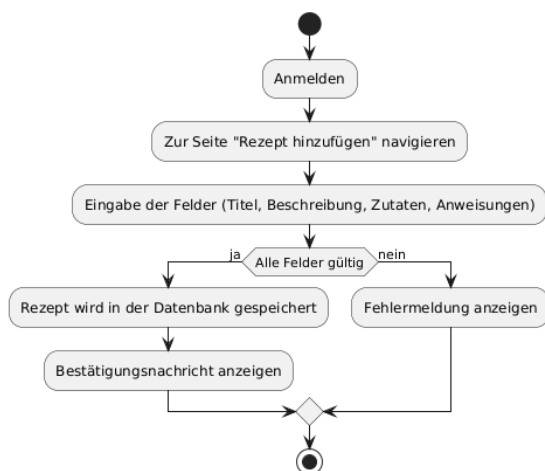 Anmelden
Zur Seite "Rezept hinzufügen" navigieren
Eingabe der Felder (Titel, Beschreibung, Zutaten, Anweisungen)
ja
Alle Felder gültig
nein
Rezept wird in der Datenbank gespeichert
Fehlermeldung anzeigen
Bestätigungsnachricht anzeigen